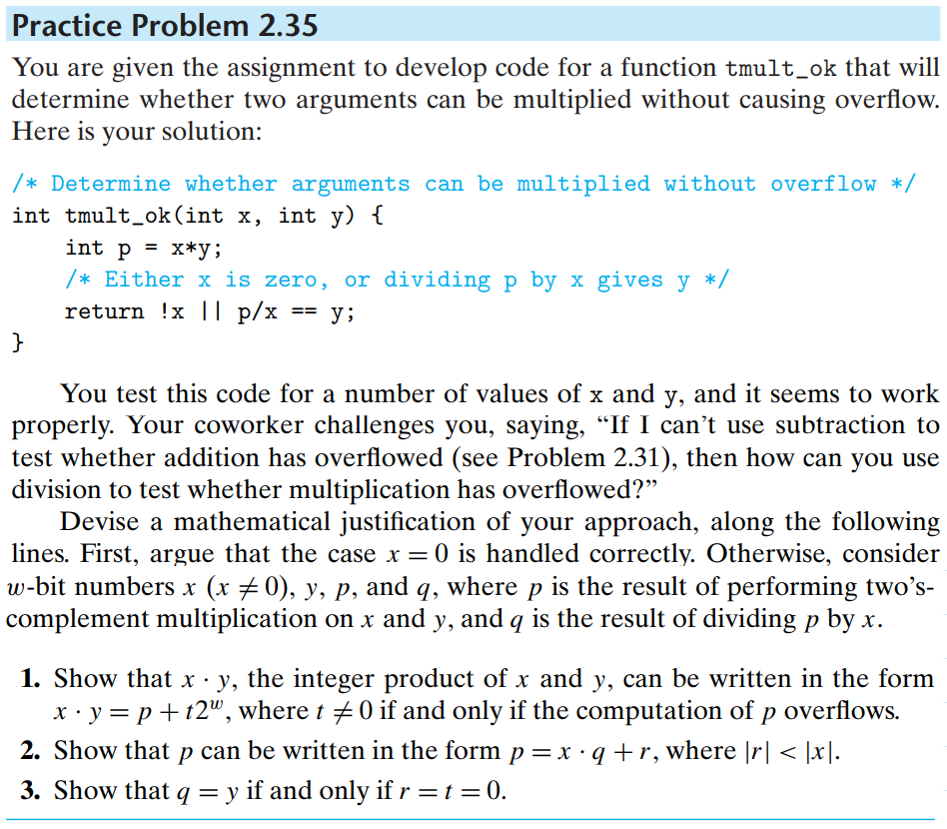 Practice Problem 2.35
You are given the assignment to develop code for a function tmult_ok that will
determine whether two arguments can be multiplied without causing overflow.
Here is your solution:
/* Determine whether arguments can be multiplied without overflow */
int tmult_ok(int x, int y) {
    int p = x*y;
    /* Either x is zero, or dividing p by x gives y */
    return !x || p/x == y;
}
You test this code for a number of values of x and y, and it seems to work
properly. Your coworker challenges you, saying, “If I can’t use subtraction to
test whether addition has overflowed (see Problem 2.31), then how can you use
division to test whether multiplication has overflowed?”
Devise a mathematical justification of your approach, along the following
lines. First, argue that the case x = 0 is handled correctly. Otherwise, consider
w-bit numbers x (x ≠ 0), y, p, and q, where p is the result of performing two’s-
complement multiplication on x and y, and q is the result of dividing p by x.
1. Show that x · y, the integer product of x and y, can be written in the form
x · y = p + t2^w, where t ≠ 0 if and only if the computation of p overflows.
2. Show that p can be written in the form p = x · q + r, where |r| < |x|.
3. Show that q = y if and only if r = t = 0.